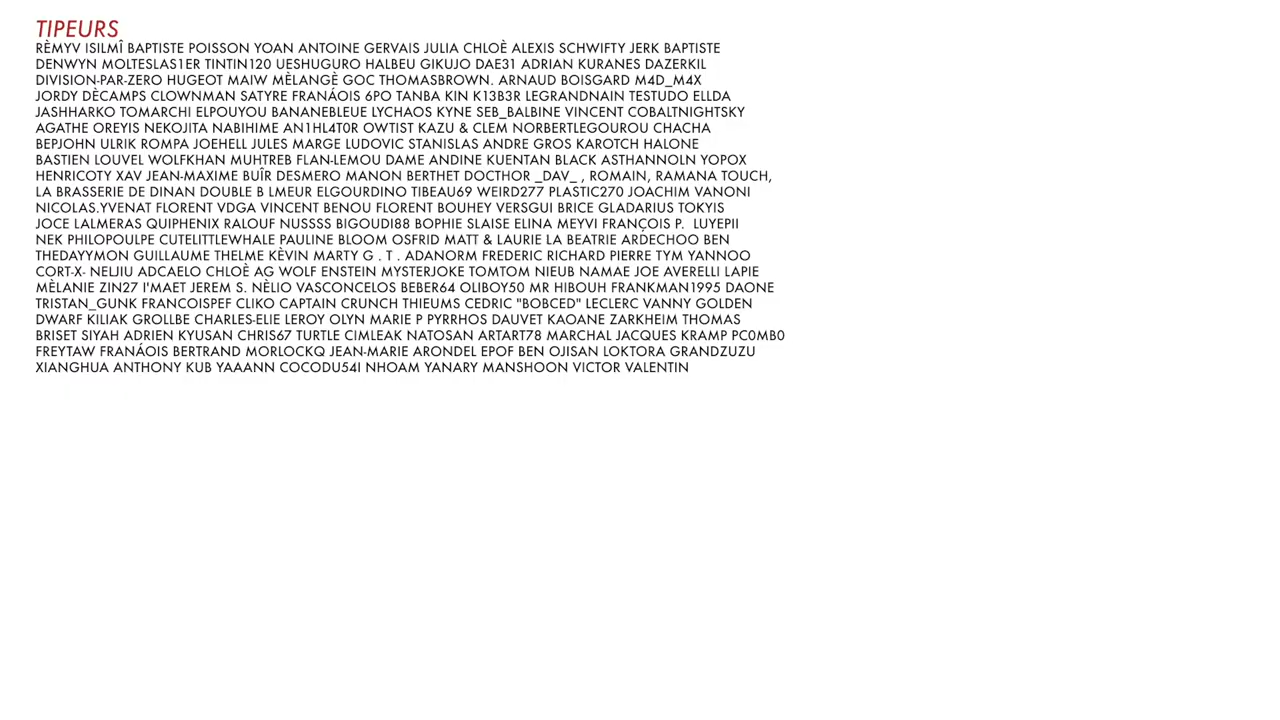 TIPEURS
RÈMYV ISILMÎ BAPTISTE POISSON YOAN ANTOINE GERVAIS JULIA CHLOÈ ALEXIS SCHWIFTY JERK BAPTISTE
DENWYN MOLTESLAS1ER TINTIN120 UESHUGURO HALBEU GIKUJO DAE31 ADRIAN KURANES DAZERKIL
DIVISION-PAR-ZERO HUGEOT MAIW MÈLANGÈ GOC THOMASBROWN. ARNAUD BOISGARD M4D_M4X
JORDY DÈCAMPS CLOWNMAN SATYRE FRANÁOIS 6PO TANBA KIN K13B3R LEGRANDNAIN TESTUDO ELLDA
JASHHARKO TOMARCHI ELPOUYOU BANANEBLEUE LYCHAOS KYNE SEB_BALBINE VINCENT COBALTNIGHTSKY
AGATHE OREYIS NEKOJITA NABIHIME AN1HL4T0R OWTIST KAZU & CLEM NORBERTLEGOUROU CHACHA
BEPJOHN ULRIK ROMPA JOEHELL JULES MARGE LUDOVIC STANISLAS ANDRE GROS KAROTCH HALONE
BASTIEN LOUVEL WOLFKHAN MUHTREB FLAN-LEMOU DAME ANDINE KUENTAN BLACK ASTHANNOLN YOPOX
HENRICOTY XAV JEAN-MAXIME BUÎR DESMERO MANON BERTHET DOCTHOR _DAV_ , ROMAIN, RAMANA TOUCH,
LA BRASSERIE DE DINAN DOUBLE B LMEUR ELGOURDINO TIBEAU69 WEIRD277 PLASTIC270 JOACHIM VANONI
NICOLAS.YVENAT FLORENT VDGA VINCENT BENOU FLORENT BOUHEY VERSGUI BRICE GLADARIUS TOKYIS
JOCE LALMERAS QUIPHENIX RALOUF NUSSSS BIGOUDI88 BOPHIE SLAISE ELINA MEYVI FRANÇOIS P.  LUYEPII
NEK PHILOPOULPE CUTELITTLEWHALE PAULINE BLOOM OSFRID MATT & LAURIE LA BEATRIE ARDECHOO BEN
THEDAYYMON GUILLAUME THELME KÈVIN MARTY G . T . ADANORM FREDERIC RICHARD PIERRE TYM YANNOO
CORT-X- NELJIU ADCAELO CHLOÈ AG WOLF ENSTEIN MYSTERJOKE TOMTOM NIEUB NAMAE JOE AVERELLI LAPIE
MÈLANIE ZIN27 I'MAET JEREM S. NÈLIO VASCONCELOS BEBER64 OLIBOY50 MR HIBOUH FRANKMAN1995 DAONE
TRISTAN_GUNK FRANCOISPEF CLIKO CAPTAIN CRUNCH THIEUMS CEDRIC "BOBCED" LECLERC VANNY GOLDEN
DWARF KILIAK GROLLBE CHARLES-ELIE LEROY OLYN MARIE P PYRRHOS DAUVET KAOANE ZARKHEIM THOMAS
BRISET SIYAH ADRIEN KYUSAN CHRIS67 TURTLE CIMLEAK NATOSAN ARTART78 MARCHAL JACQUES KRAMP PC0MB0
FREYTAW FRANÁOIS BERTRAND MORLOCKQ JEAN-MARIE ARONDEL EPOF BEN OJISAN LOKTORA GRANDZUZU
XIANGHUA ANTHONY KUB YAAANN COCODU54I NHOAM YANARY MANSHOON VICTOR VALENTIN